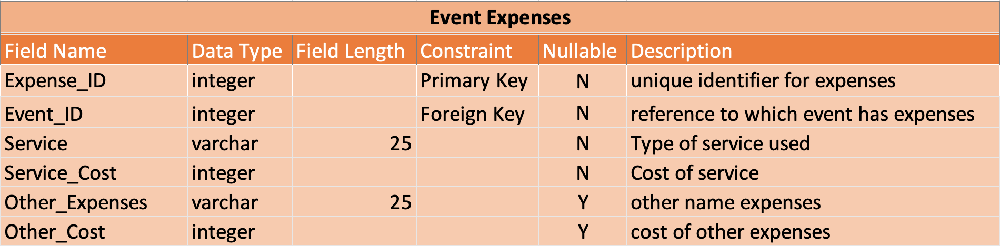 Event Expenses
Field Name Data Type Field Length Constraint Nullable Description
Expense_ID integer Primary Key N unique identifier for expenses
Event_ID integer Foreign Key N reference to which event has expenses
Service varchar 25 N Type of service used
Service_Cost integer N Cost of service
Other_Expenses varchar 25 Y other name expenses
Other_Cost integer Y cost of other expenses